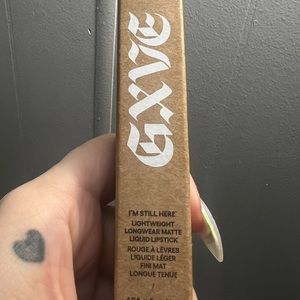 GXVE
I'M STILL HERE
LIGHTWEIGHT
LONGWEAR MATTE
LIQUID LIPSTICK
ROUGE À LÈVRES
LIQUIDE LÉGER
FINI MAT
LONGUE TENUE